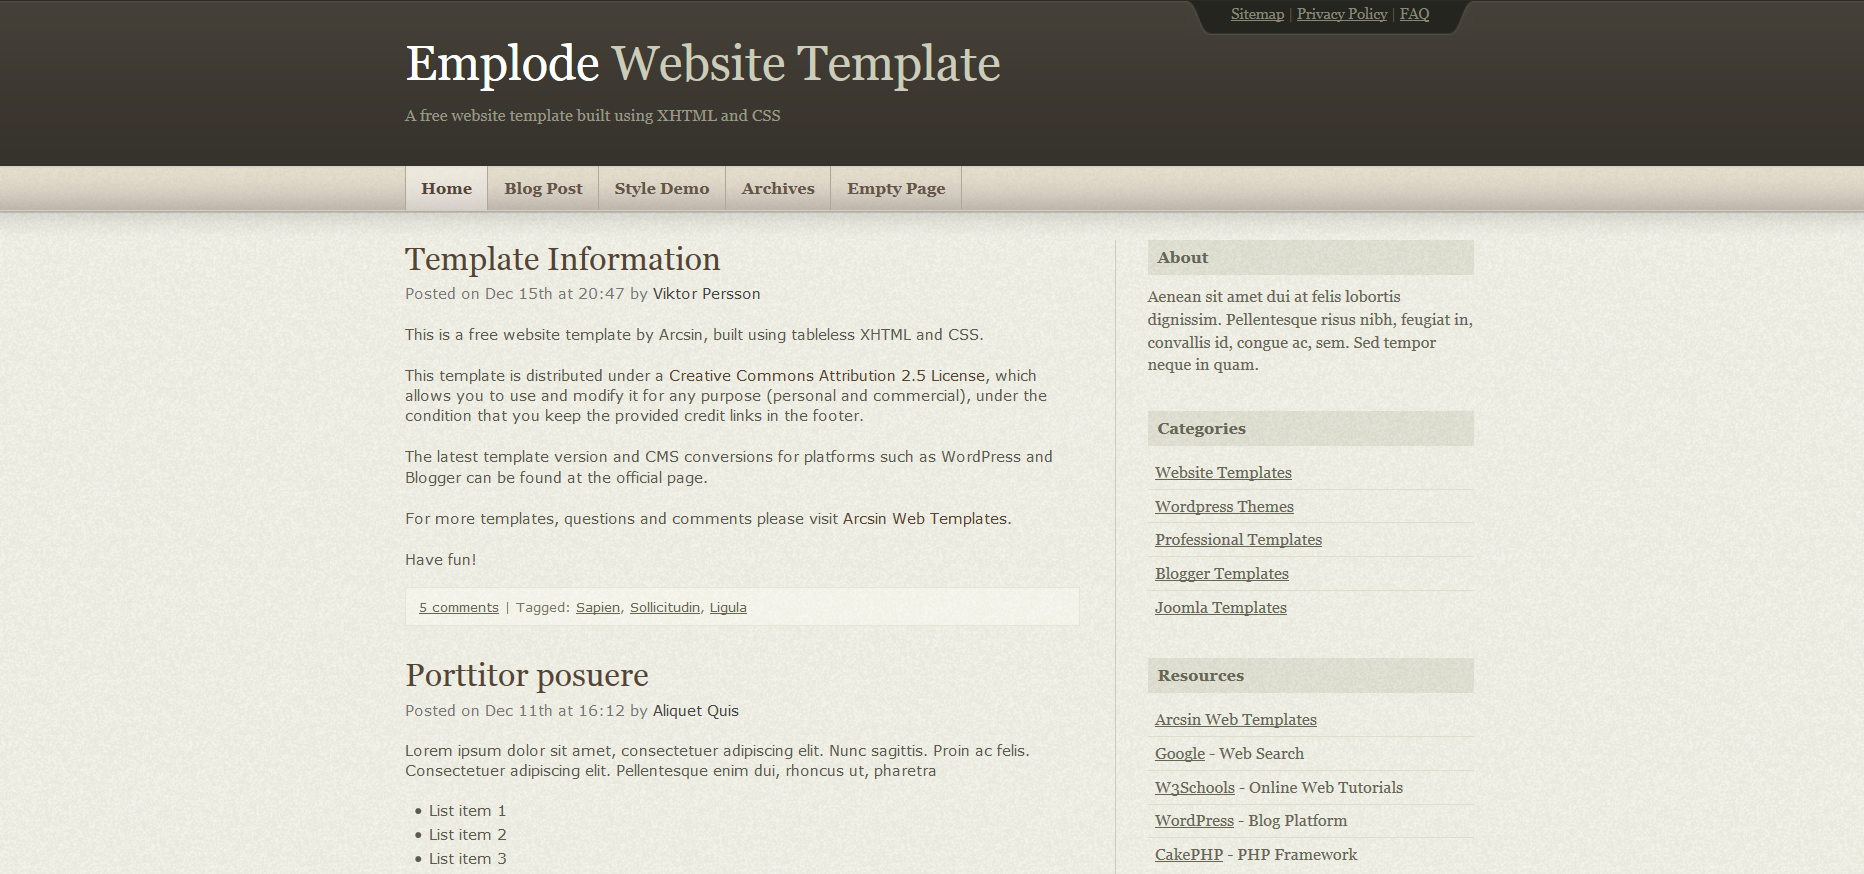 Sitemap | Privacy Policy | FAQ
Emplode Website Template
A free website template built using XHTML and CSS
Home
Blog Post
Style Demo
Archives
Empty Page
Template Information
Posted on Dec 15th at 20:47 by Viktor Persson
This is a free website template by Arcsin, built using tableless XHTML and CSS.
This template is distributed under a Creative Commons Attribution 2.5 License, which
allows you to use and modify it for any purpose (personal and commercial), under the
condition that you keep the provided credit links in the footer.
The latest template version and CMS conversions for platforms such as WordPress and
Blogger can be found at the official page.
For more templates, questions and comments please visit Arcsin Web Templates.
Have fun!
5 comments | Tagged: Sapien, Sollicitudin, Ligula
Porttitor posuere
Posted on Dec 11th at 16:12 by Aliquet Quis
Lorem ipsum dolor sit amet, consectetuer adipiscing elit. Nunc sagittis. Proin ac felis.
Consectetuer adipiscing elit. Pellentesque enim dui, rhoncus ut, pharetra
• List item 1
• List item 2
• List item 3
About
Aenean sit amet dui at felis lobortis
dignissim. Pellentesque risus nibh, feugiat in,
convallis id, congue ac, sem. Sed tempor
neque in quam.
Categories
Website Templates
Wordpress Themes
Professional Templates
Blogger Templates
Joomla Templates
Resources
Arcsin Web Templates
Google - Web Search
W3Schools - Online Web Tutorials
WordPress - Blog Platform
CakePHP - PHP Framework